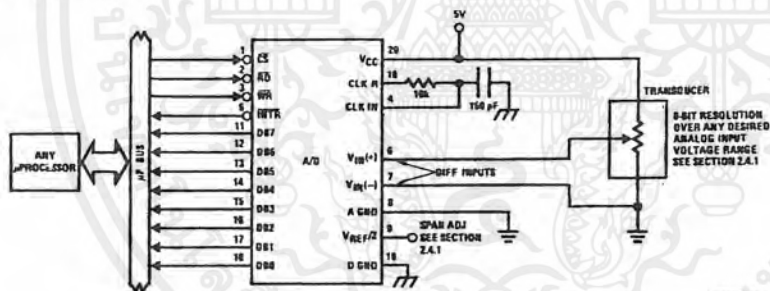 5V
1
CS
2
RD
3
WR
5
INTR
11
DB7
12
DB6
13
DB5
14
DB4
15
DB3
16
DB2
17
DB1
18
DB0
ANY
μPROCESSOR
μP BUS
A/D
VCC
20
CLK R
19
10k
150 pF
CLK IN
4
VIN(+)
6
DIFF INPUTS
VIN(–)
7
A GND
8
VREF/2
9
SPAN ADJ
SEE SECTION
2.4.1
D GND
10
TRANSDUCER
8-BIT RESOLUTION
OVER ANY DESIRED
ANALOG INPUT
VOLTAGE RANGE
SEE SECTION 2.4.1